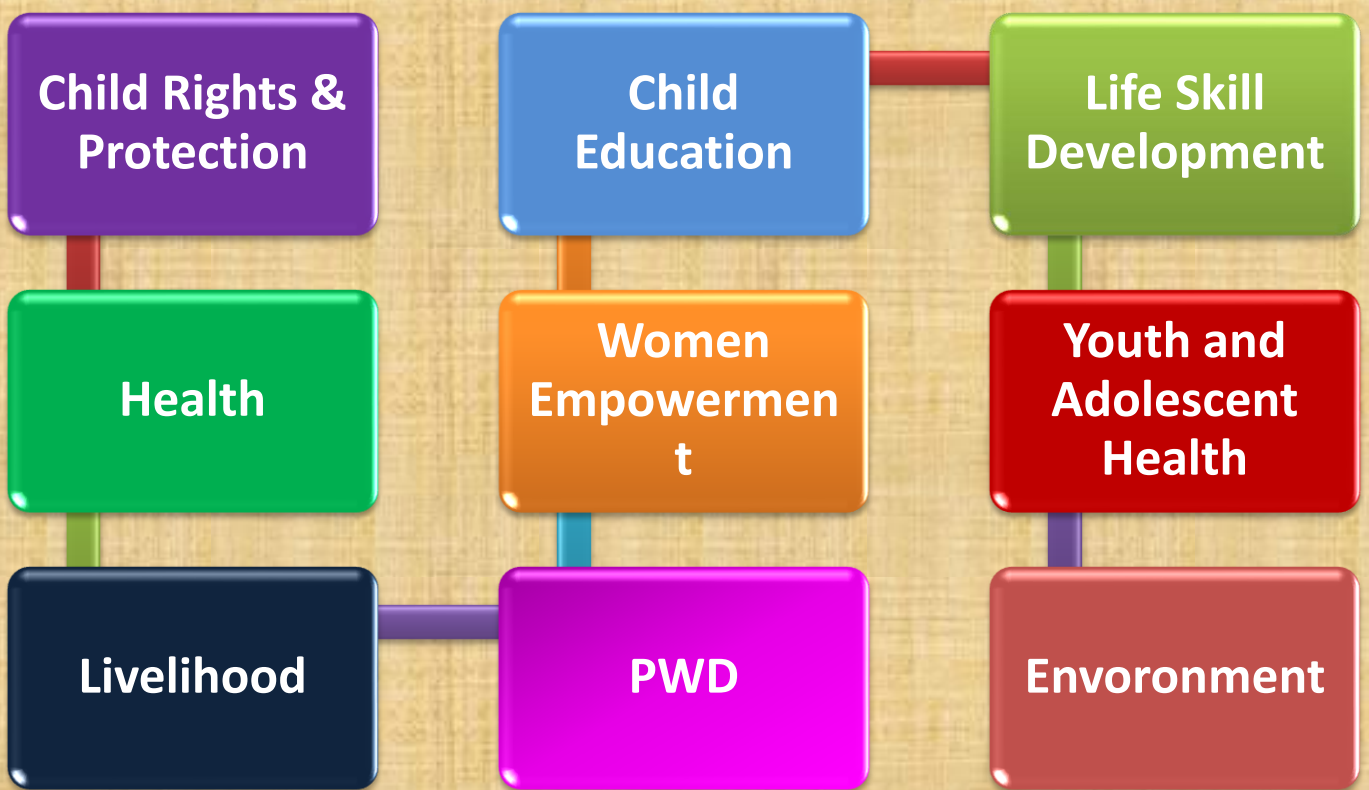 Child Rights &
Protection
Child
Education
Life Skill
Development
Health
Women
Empowermen
t
Youth and
Adolescent
Health
Livelihood
PWD
Envoronment